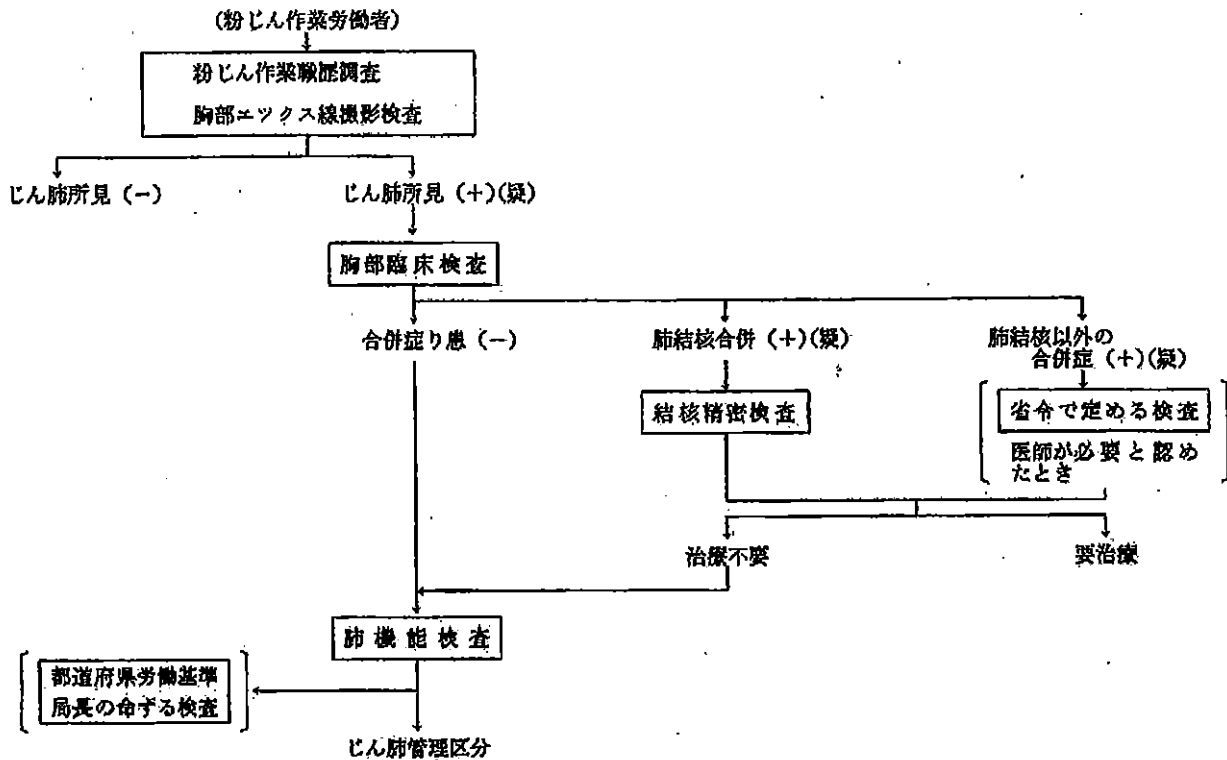 (粉じん作業労働者)
粉じん作業職歴調査
胸部エックス線撮影検査
じん肺所見(-)
じん肺所見(+)(疑)
胸部臨床検査
合併症り患(-)
肺結核合併(+)(疑)
肺結核以外の
合併症(+)(疑)
結核精密検査
省令で定める検査
医師が必要と認め
たとき
治療不要
要治療
肺機能検査
都道府県労働基準
局長の命ずる検査
じん肺管理区分